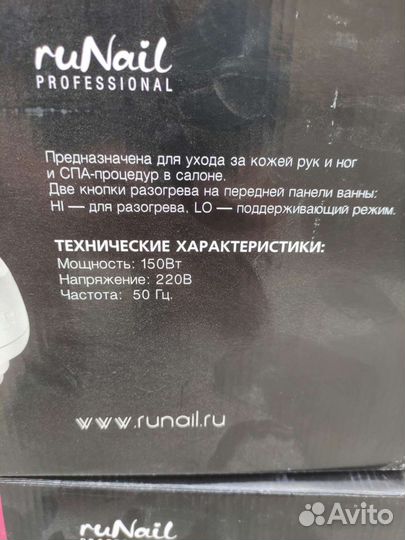 ruNail
PROFESSIONAL
Предназначена для ухода за кожей рук и ног
и СПА-процедур в салоне.
Две кнопки разогрева на передней панели ванны:
HI — для разогрева, LO — поддерживающий режим.
ТЕХНИЧЕСКИЕ ХАРАКТЕРИСТИКИ:
Мощность: 150Вт
Напряжение: 220В
Частота: 50 Гц.
www.runail.ru
ruNail
Avito